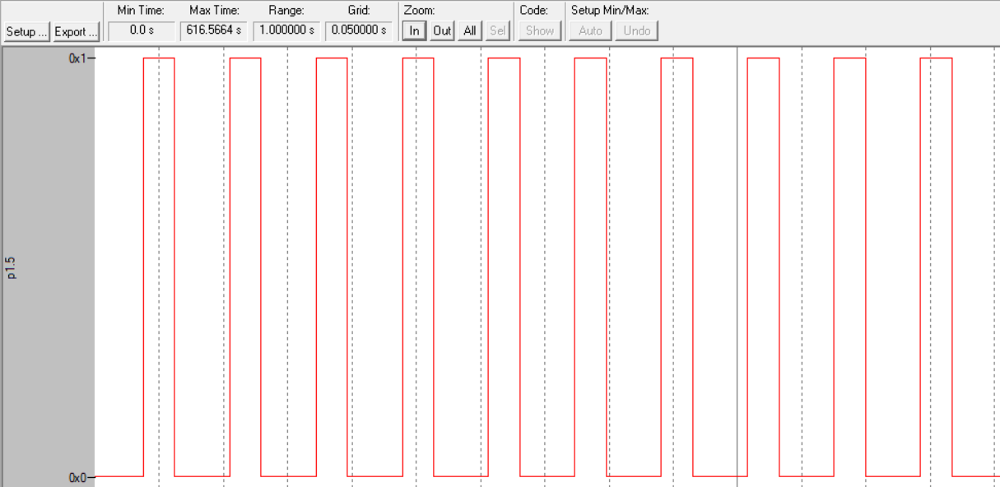 Min Time: Max Time: Range: Grid: Zoom: Code: Setup Min/Max:
Setup ... Export ... 0.0 s 616.5664 s 1.000000 s 0.050000 s In Out All Sel Show Auto Undo
0x1
p1.5
0x0